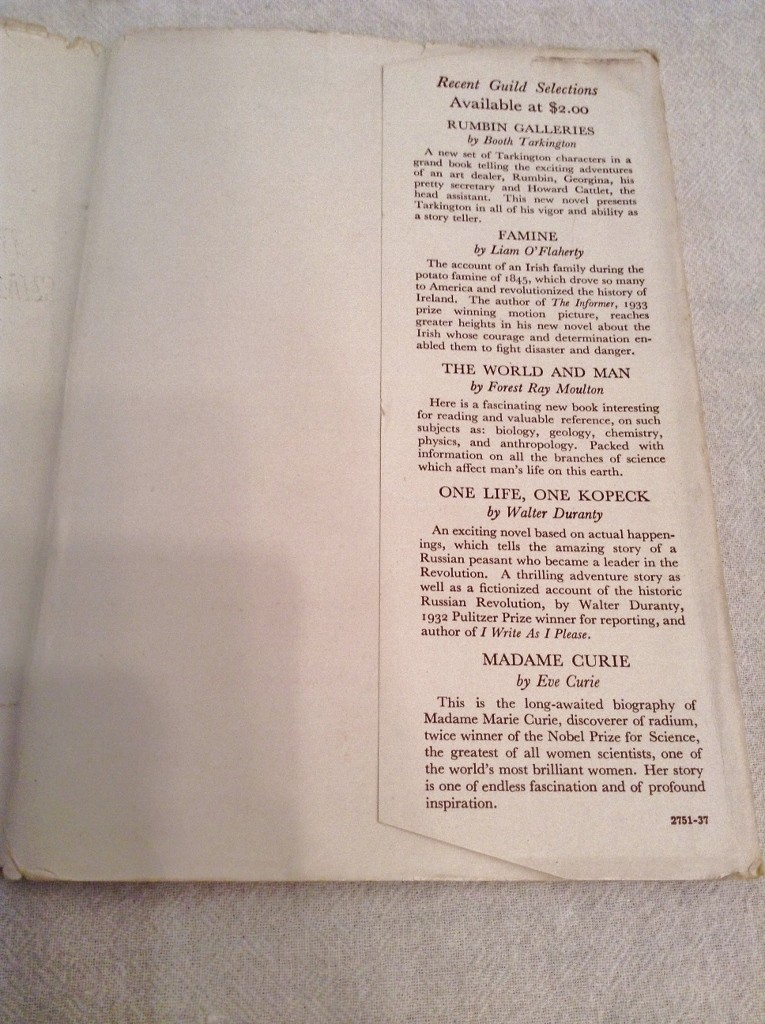 Recent Guild Selections
Available at $2.00
RUMBIN GALLERIES
by Booth Tarkington
A new set of Tarkington characters in a
grand book telling the exciting adventures
of an art dealer, Rumbin, Georgina, his
pretty secretary and Howard Cattlet, the
head assistant. This new novel presents
Tarkington in all of his vigor and ability as
a story teller.
FAMINE
by Liam O'Flaherty
The account of an Irish family during the
potato famine of 1845, which drove so many
to America and revolutionized the history of
Ireland. The author of The Informer, 1933
prize winning motion picture, reaches
greater heights in his new novel about the
Irish whose courage and determination en-
abled them to fight disaster and danger.
THE WORLD AND MAN
by Forest Ray Moulton
Here is a fascinating new book interesting
for reading and valuable reference, on such
subjects as: biology, geology, chemistry,
physics, and anthropology. Packed with
information on all the branches of science
which affect man's life on this earth.
ONE LIFE, ONE KOPECK
by Walter Duranty
An exciting novel based on actual happen-
ings, which tells the amazing story of a
Russian peasant who became a leader in the
Revolution. A thrilling adventure story as
well as a fictionized account of the historic
Russian Revolution, by Walter Duranty,
1932 Pulitzer Prize winner for reporting, and
author of I Write As I Please.
MADAME CURIE
by Eve Curie
This is the long-awaited biography of
Madame Marie Curie, discoverer of radium,
twice winner of the Nobel Prize for Science,
the greatest of all women scientists, one of
the world's most brilliant women. Her story
is one of endless fascination and of profound
inspiration.
2751-37